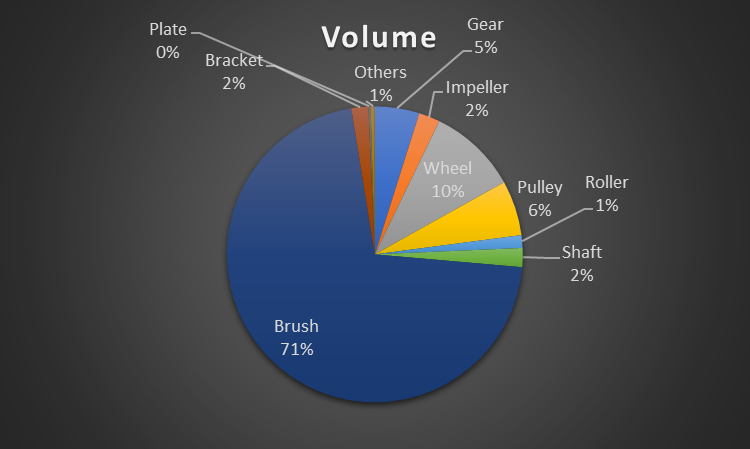 Volume
Plate
0%
Bracket
2%
Others
1%
Gear
5%
Impeller
2%
Wheel
10%
Pulley
6%
Roller
1%
Shaft
2%
Brush
71%